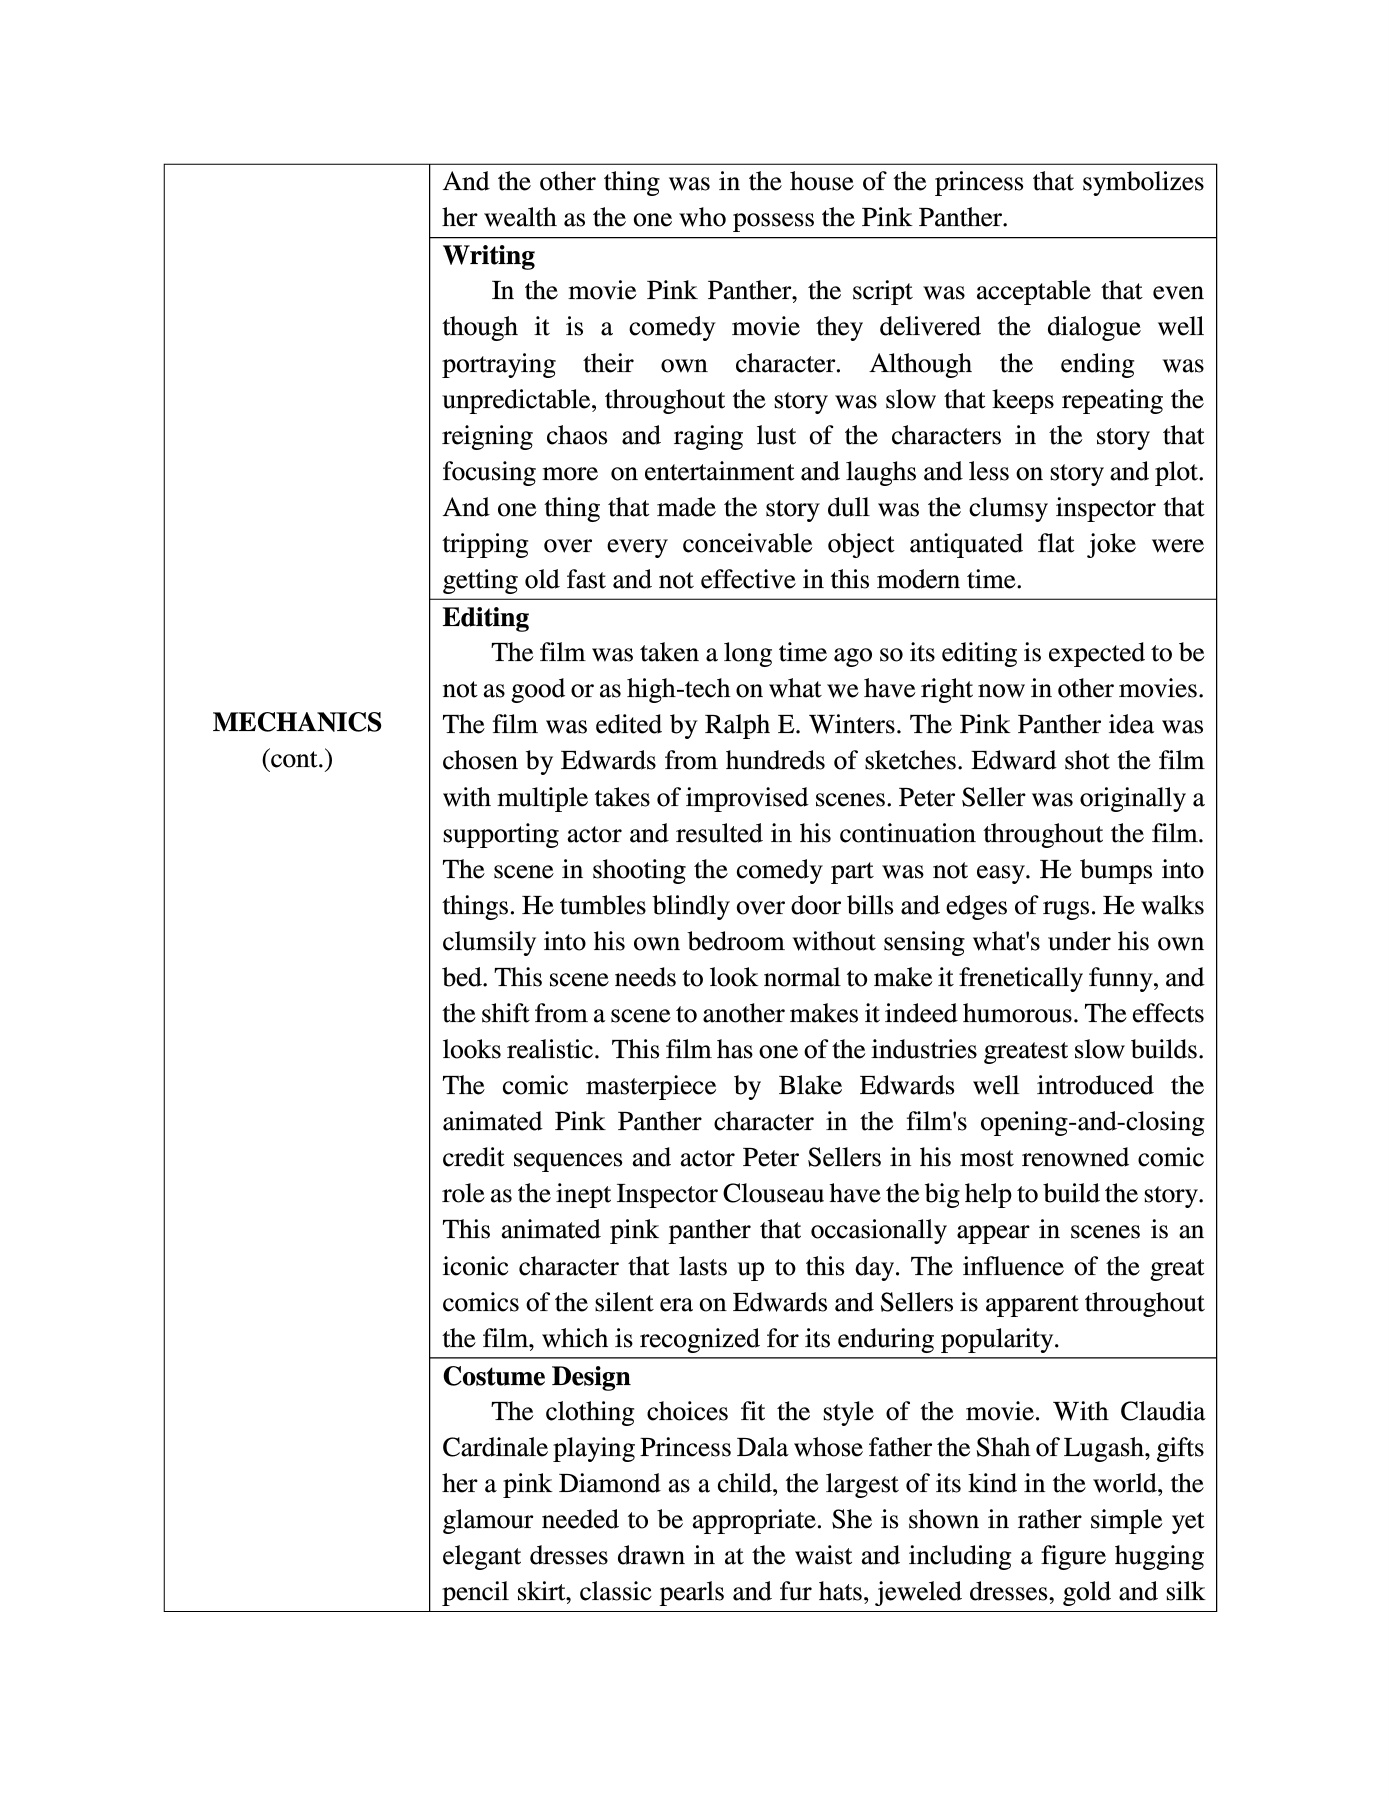 And the other thing was in the house of the princess that symbolizes
her wealth as the one who possess the Pink Panther.
Writing
In the movie Pink Panther, the script was acceptable that even
though it is a comedy movie they delivered the dialogue well
portraying their own character. Although the ending was
unpredictable, throughout the story was slow that keeps repeating the
reigning chaos and raging lust of the characters in the story that
focusing more on entertainment and laughs and less on story and plot.
And one thing that made the story dull was the clumsy inspector that
tripping over every conceivable object antiquated flat joke were
getting old fast and not effective in this modern time.
MECHANICS
(cont.)
Editing
The film was taken a long time ago so its editing is expected to be
not as good or as high-tech on what we have right now in other movies.
The film was edited by Ralph E. Winters. The Pink Panther idea was
chosen by Edwards from hundreds of sketches. Edward shot the film
with multiple takes of improvised scenes. Peter Seller was originally a
supporting actor and resulted in his continuation throughout the film.
The scene in shooting the comedy part was not easy. He bumps into
things. He tumbles blindly over door bills and edges of rugs. He walks
clumsily into his own bedroom without sensing what's under his own
bed. This scene needs to look normal to make it frenetically funny, and
the shift from a scene to another makes it indeed humorous. The effects
looks realistic. This film has one of the industries greatest slow builds.
The comic masterpiece by Blake Edwards well introduced the
animated Pink Panther character in the film's opening-and-closing
credit sequences and actor Peter Sellers in his most renowned comic
role as the inept Inspector Clouseau have the big help to build the story.
This animated pink panther that occasionally appear in scenes is an
iconic character that lasts up to this day. The influence of the great
comics of the silent era on Edwards and Sellers is apparent throughout
the film, which is recognized for its enduring popularity.
Costume Design
The clothing choices fit the style of the movie. With Claudia
Cardinale playing Princess Dala whose father the Shah of Lugash, gifts
her a pink Diamond as a child, the largest of its kind in the world, the
glamour needed to be appropriate. She is shown in rather simple yet
elegant dresses drawn in at the waist and including a figure hugging
pencil skirt, classic pearls and fur hats, jeweled dresses, gold and silk